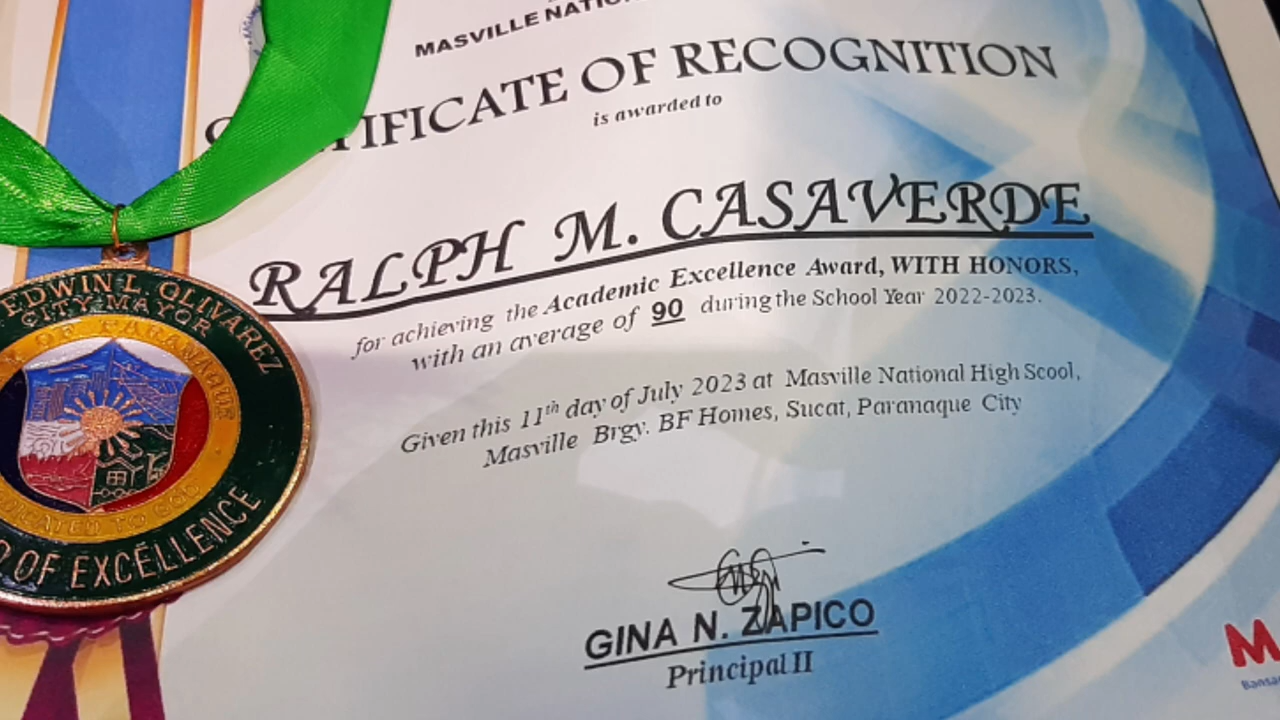 MASVILLE
CERTIFICATE OF RECOGNITION
is awarded to
RALPH M. CASAVERDE
for achieving the Academic Excellence Award, WITH HONORS,
with an average of 90 during the School Year 2022-2023.
Given this 11th day of July 2023 at Masville National High Scool,
Masville Brgy. BF Homes, Sucat, Paranaque City
GINA N. ZAPICO
Principal II
EDWIN L. OLIVAREZ
CITY MAYOR
OF PARAÑAQUE
DEDICATED TO GOD
OF EXCELLENCE